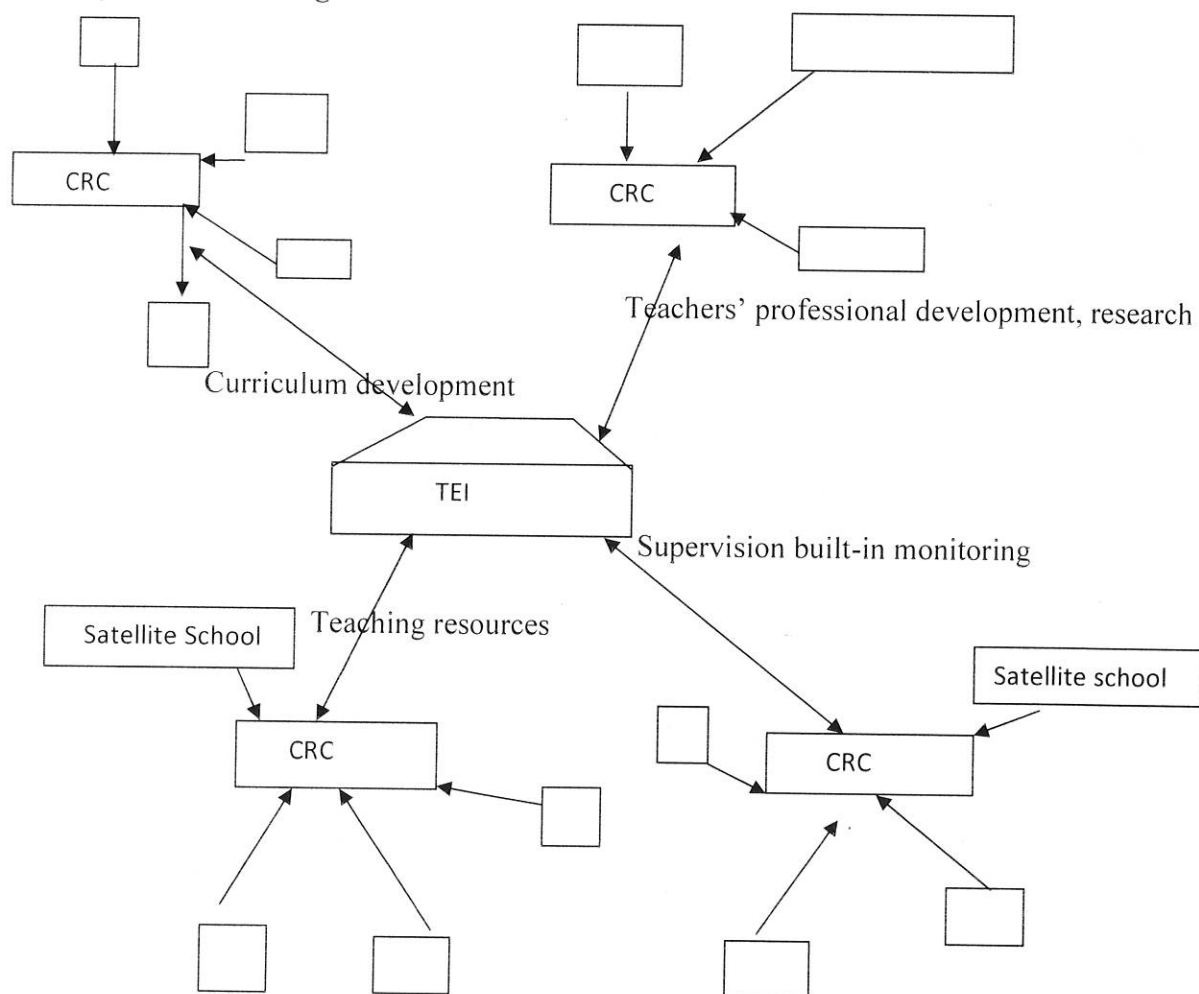 CRC
CRC
Teachers' professional development, research
Curriculum development
TEI
Supervision built-in monitoring
Satellite School
Teaching resources
Satellite school
CRC
CRC